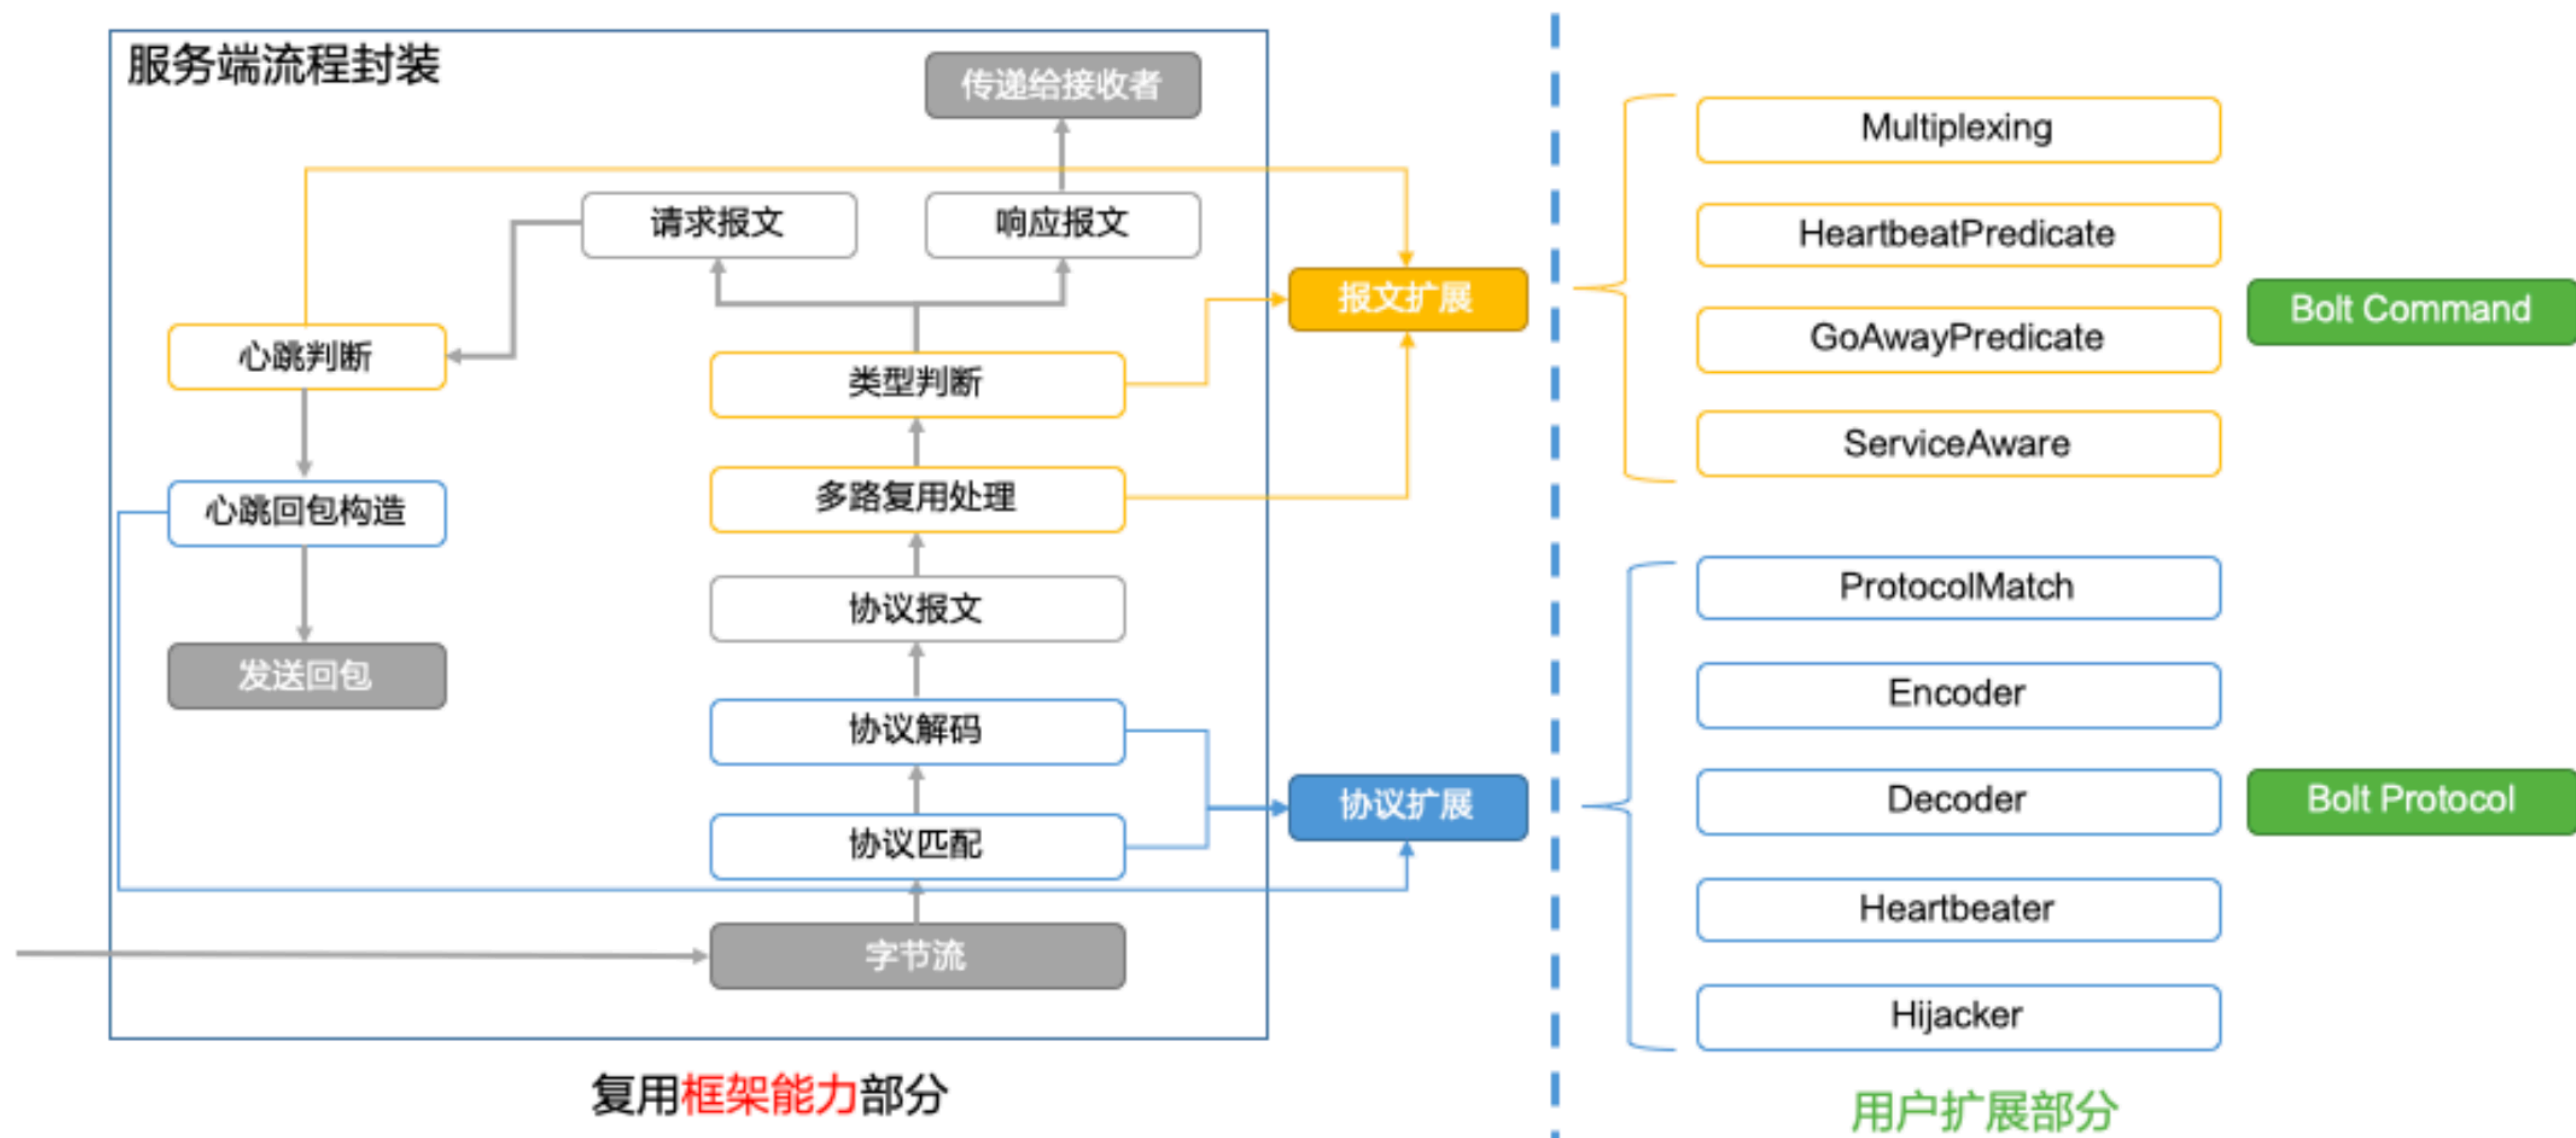 服务端流程封装
传递给接收者
请求报文
响应报文
心跳判断
类型判断
心跳回包构造
多路复用处理
协议报文
发送回包
协议解码
协议匹配
字节流
复用框架能力部分
报文扩展
协议扩展
Multiplexing
HeartbeatPredicate
GoAwayPredicate
ServiceAware
Bolt Command
ProtocolMatch
Encoder
Decoder
Heartbeater
Hijacker
Bolt Protocol
用户扩展部分